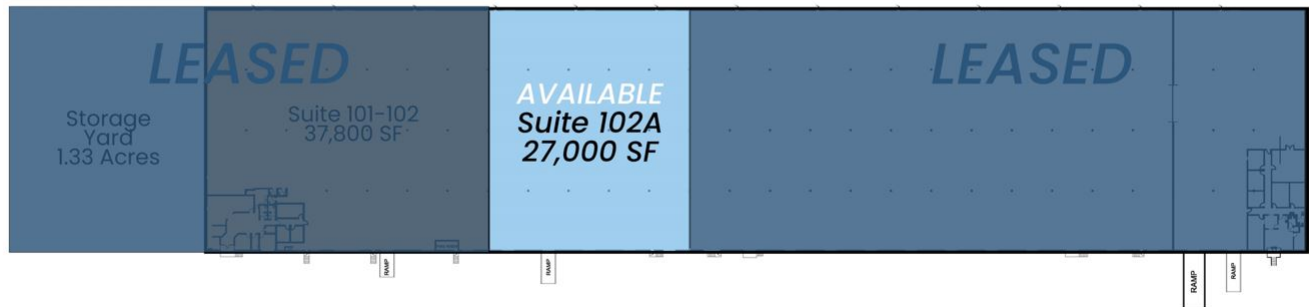 LEASED
Storage
Yard
1.33 Acres
Suite 101-102
37,800 SF
AVAILABLE
Suite 102A
27,000 SF
LEASED
RAMP
RAMP
RAMP
RAMP